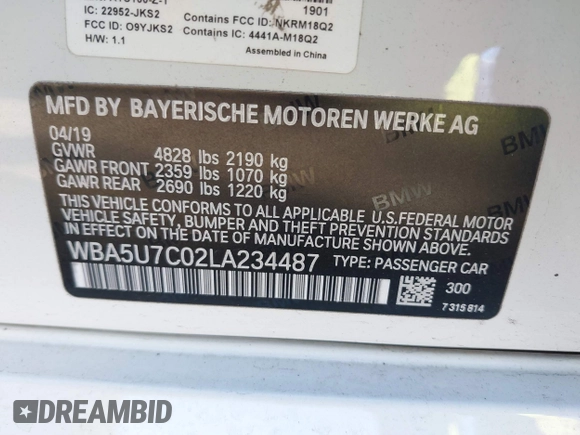 IC: 22952-JKS2
FCC ID: O9YJKS2
H/W: 1.1
1901
Contains FCC ID: NKRM18Q2
Contains IC: 4441A-M18Q2
Assembled in China
MFD BY BAYERISCHE MOTOREN WERKE AG
04/19
GVWR 4828 lbs 2190 kg
GAWR FRONT 2359 lbs 1070 kg
GAWR REAR 2690 lbs 1220 kg
THIS VEHICLE CONFORMS TO ALL APPLICABLE U.S.FEDERAL MOTOR
VEHICLE SAFETY, BUMPER AND THEFT PREVENTION STANDARDS
IN EFFECT ON THE DATE OF MANUFACTURE SHOWN ABOVE.
WBA5U7C02LA234487 TYPE: PASSENGER CAR
300
7315814
BMW
BMW
BMW
DREAMBID